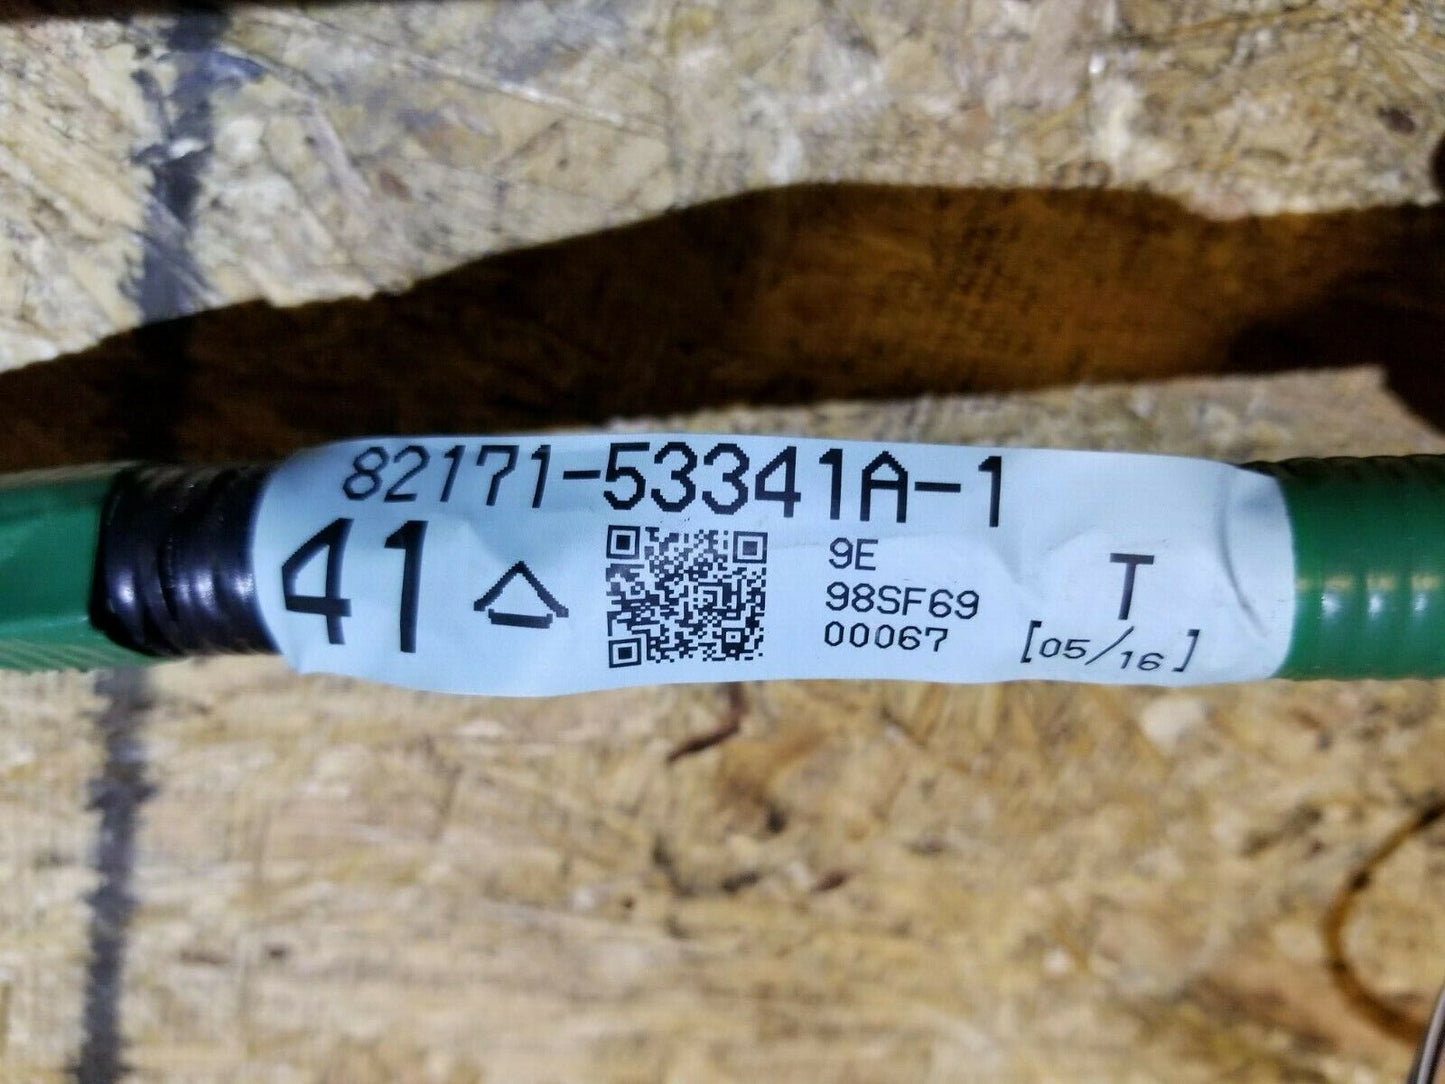 82171-53341A-1
41
9E
98SF69
00067
T
[05/16]